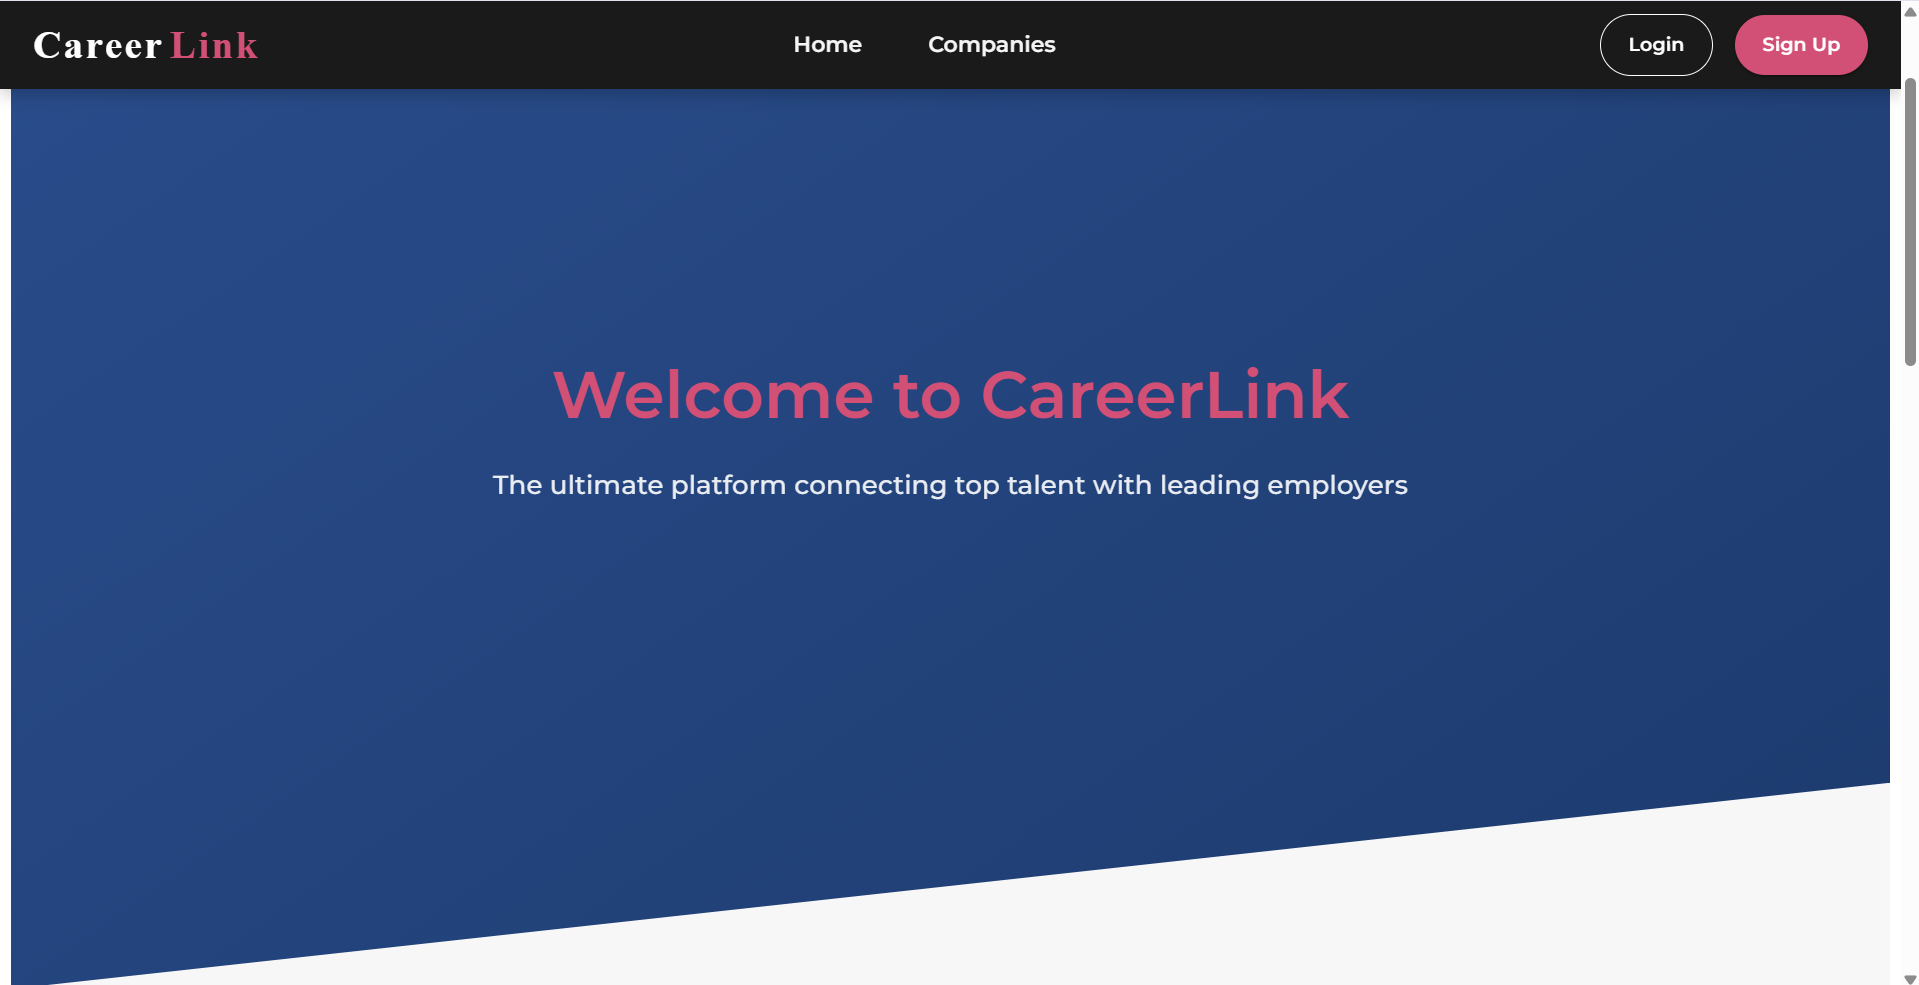 Career Link
Home
Companies
Login
Sign Up
Welcome to CareerLink
The ultimate platform connecting top talent with leading employers